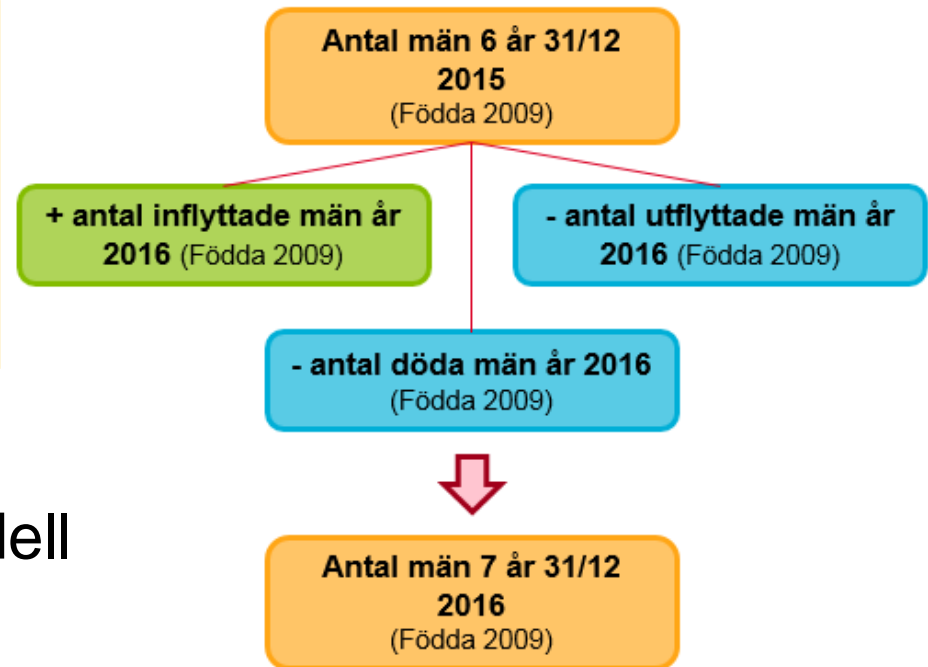 Antal män 6 år 31/12
2015
(Födda 2009)
+ antal inflyttade män år
2016 (Födda 2009)
- antal utflyttade män år
2016 (Födda 2009)
- antal döda män år 2016
(Födda 2009)
dell
Antal män 7 år 31/12
2016
(Födda 2009)